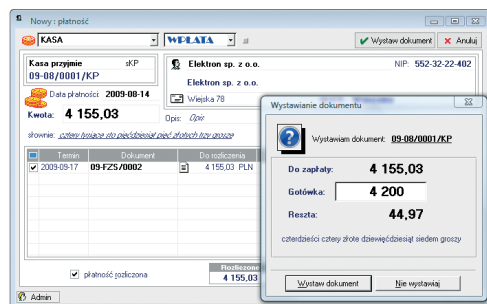 Nowy : płatność
KASA
WPŁATA
Wystaw dokument
Anuluj
Kasa przyjmie sKP
09-08/0001/KP
Elektron sp. z o.o.
NIP: 552-32-22-402
Elektron sp. z o.o.
Data płatności 2009-08-14
Wiejska 78
Kwota: 4 155,03
Opis: Opis
słownie: cztery tysiące sto pięćdziesiąt pięć złotych trzy grosze
Termin Dokument Do rozliczenia
2009-09-17 09-FZS/0002 4 155,03 PLN
płatność rozliczona
Rozliczono
4 155,03
Admin
Wystawianie dokumentu
Wystawiam dokument: 09-08/0001/KP
Do zapłaty: 4 155,03
Gotówka: 4 200
Reszta: 44,97
czterdzieści cztery złote dziewięćdziesiąt siedem groszy
Wystaw dokument
Nie wystawiaj